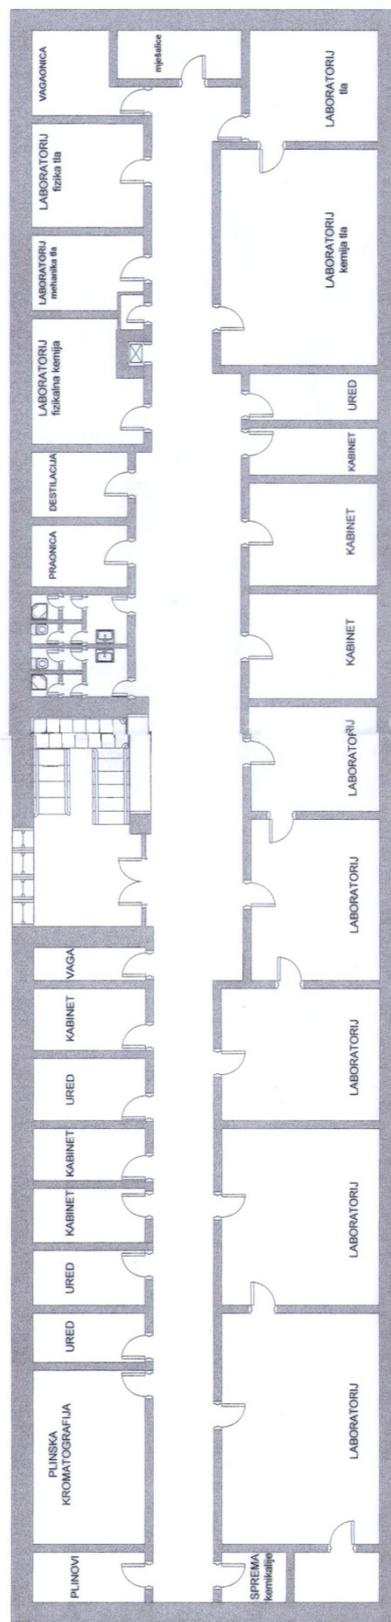 VAGAONICA
mješalice
LABORATORIJ
tla
LABORATORIJ
fizika tla
LABORATORIJ
kemija tla
LABORATORIJ
mehanika tla
LABORATORIJ
fizikalna kemija
URED
KABINET
DESTILACIJA
KABINET
PRAONICA
KABINET
LABORATORIJ
LABORATORIJ
VAGA
KABINET
LABORATORIJ
URED
KABINET
LABORATORIJ
KABINET
URED
URED
LABORATORIJ
PLINSKA
KROMATOGRAFIJA
PLINOVI
SPREMA
kemikalije